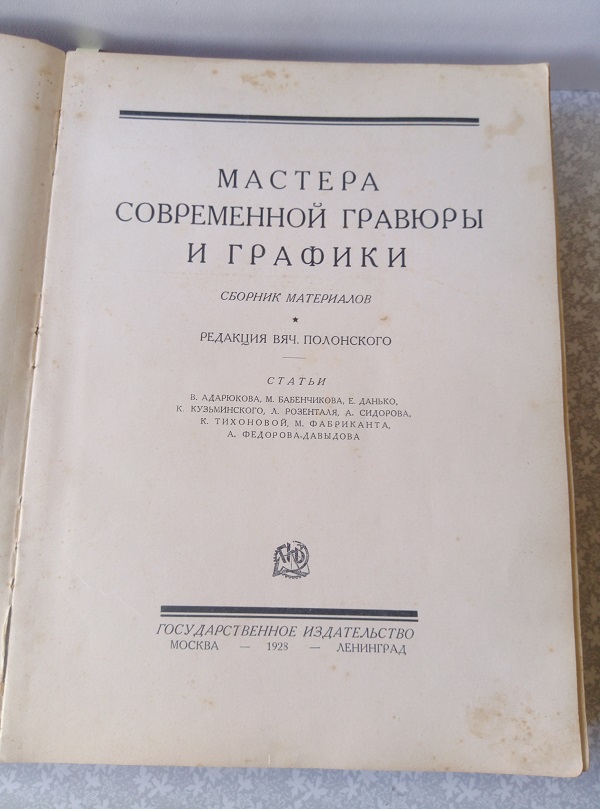 МАСТЕРА
СОВРЕМЕННОЙ ГРАВЮРЫ
И ГРАФИКИ
СБОРНИК МАТЕРИАЛОВ
РЕДАКЦИЯ ВЯЧ. ПОЛОНСКОГО
СТАТЬИ
В. АДАРЮКОВА, М. БАБЕНЧИКОВА, Е. ДАНЬКО,
К. КУЗЬМИНСКОГО, Л. РОЗЕНТАЛЯ, А. СИДОРОВА,
К. ТИХОНОВОЙ, М. ФАБРИКАНТА,
А. ФЕДОРОВА-ДАВЫДОВА
ГОСУДАРСТВЕННОЕ ИЗДАТЕЛЬСТВО
МОСКВА — 1928 — ЛЕНИНГРАД